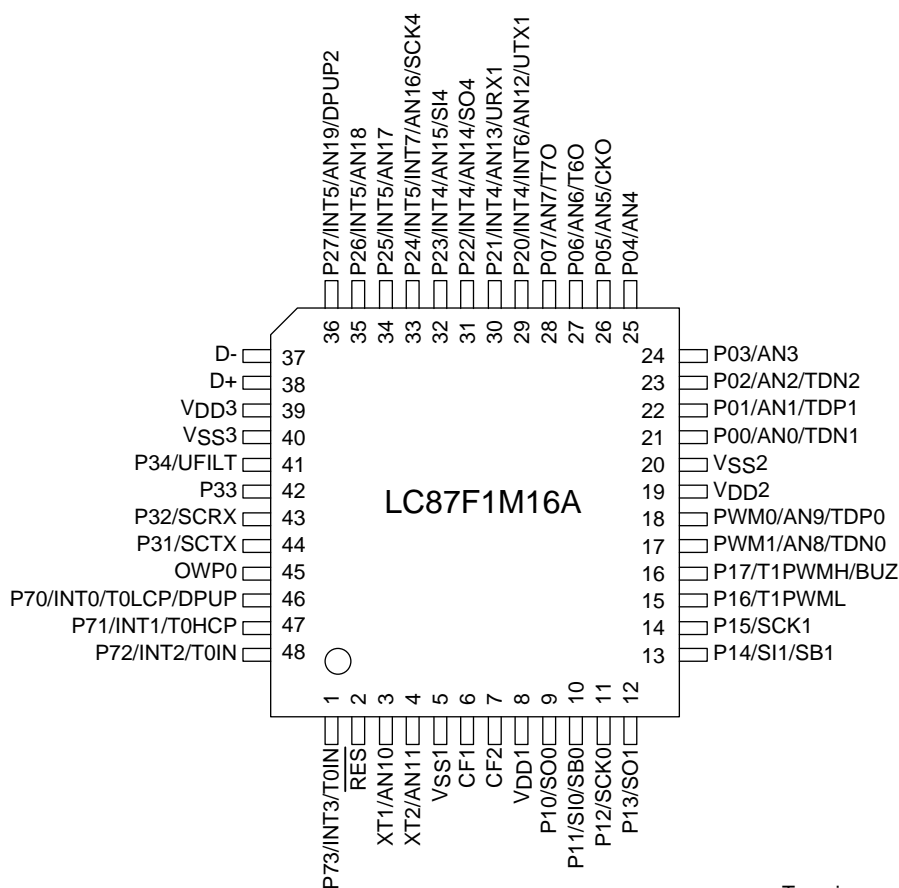 P27/INT5/AN19/DPUP2
P26/INT5/AN18
P25/INT5/AN17
P24/INT5/INT7/AN16/SCK4
P23/INT4/AN15/SI4
P22/INT4/AN14/SO4
P21/INT4/AN13/URX1
P20/INT4/INT6/AN12/UTX1
P07/AN7/T7O
P06/AN6/T6O
P05/AN5/CKO
P04/AN4
36
35
34
33
32
31
30
29
28
27
26
25
D- 37
D+ 38
VDD3 39
VSS3 40
P34/UFILT 41
P33 42
P32/SCRX 43
P31/SCTX 44
OWP0 45
P70/INT0/T0LCP/DPUP 46
P71/INT1/T0HCP 47
P72/INT2/T0IN 48
LC87F1M16A
24 P03/AN3
23 P02/AN2/TDN2
22 P01/AN1/TDP1
21 P00/AN0/TDN1
20 VSS2
19 VDD2
18 PWM0/AN9/TDP0
17 PWM1/AN8/TDN0
16 P17/T1PWMH/BUZ
15 P16/T1PWML
14 P15/SCK1
13 P14/SI1/SB1
1
2
3
4
5
6
7
8
9
10
11
12
P73/INT3/T0IN
RES
XT1/AN10
XT2/AN11
VSS1
CF1
CF2
VDD1
P10/SO0
P11/SI0/SB0
P12/SCK0
P13/SO1